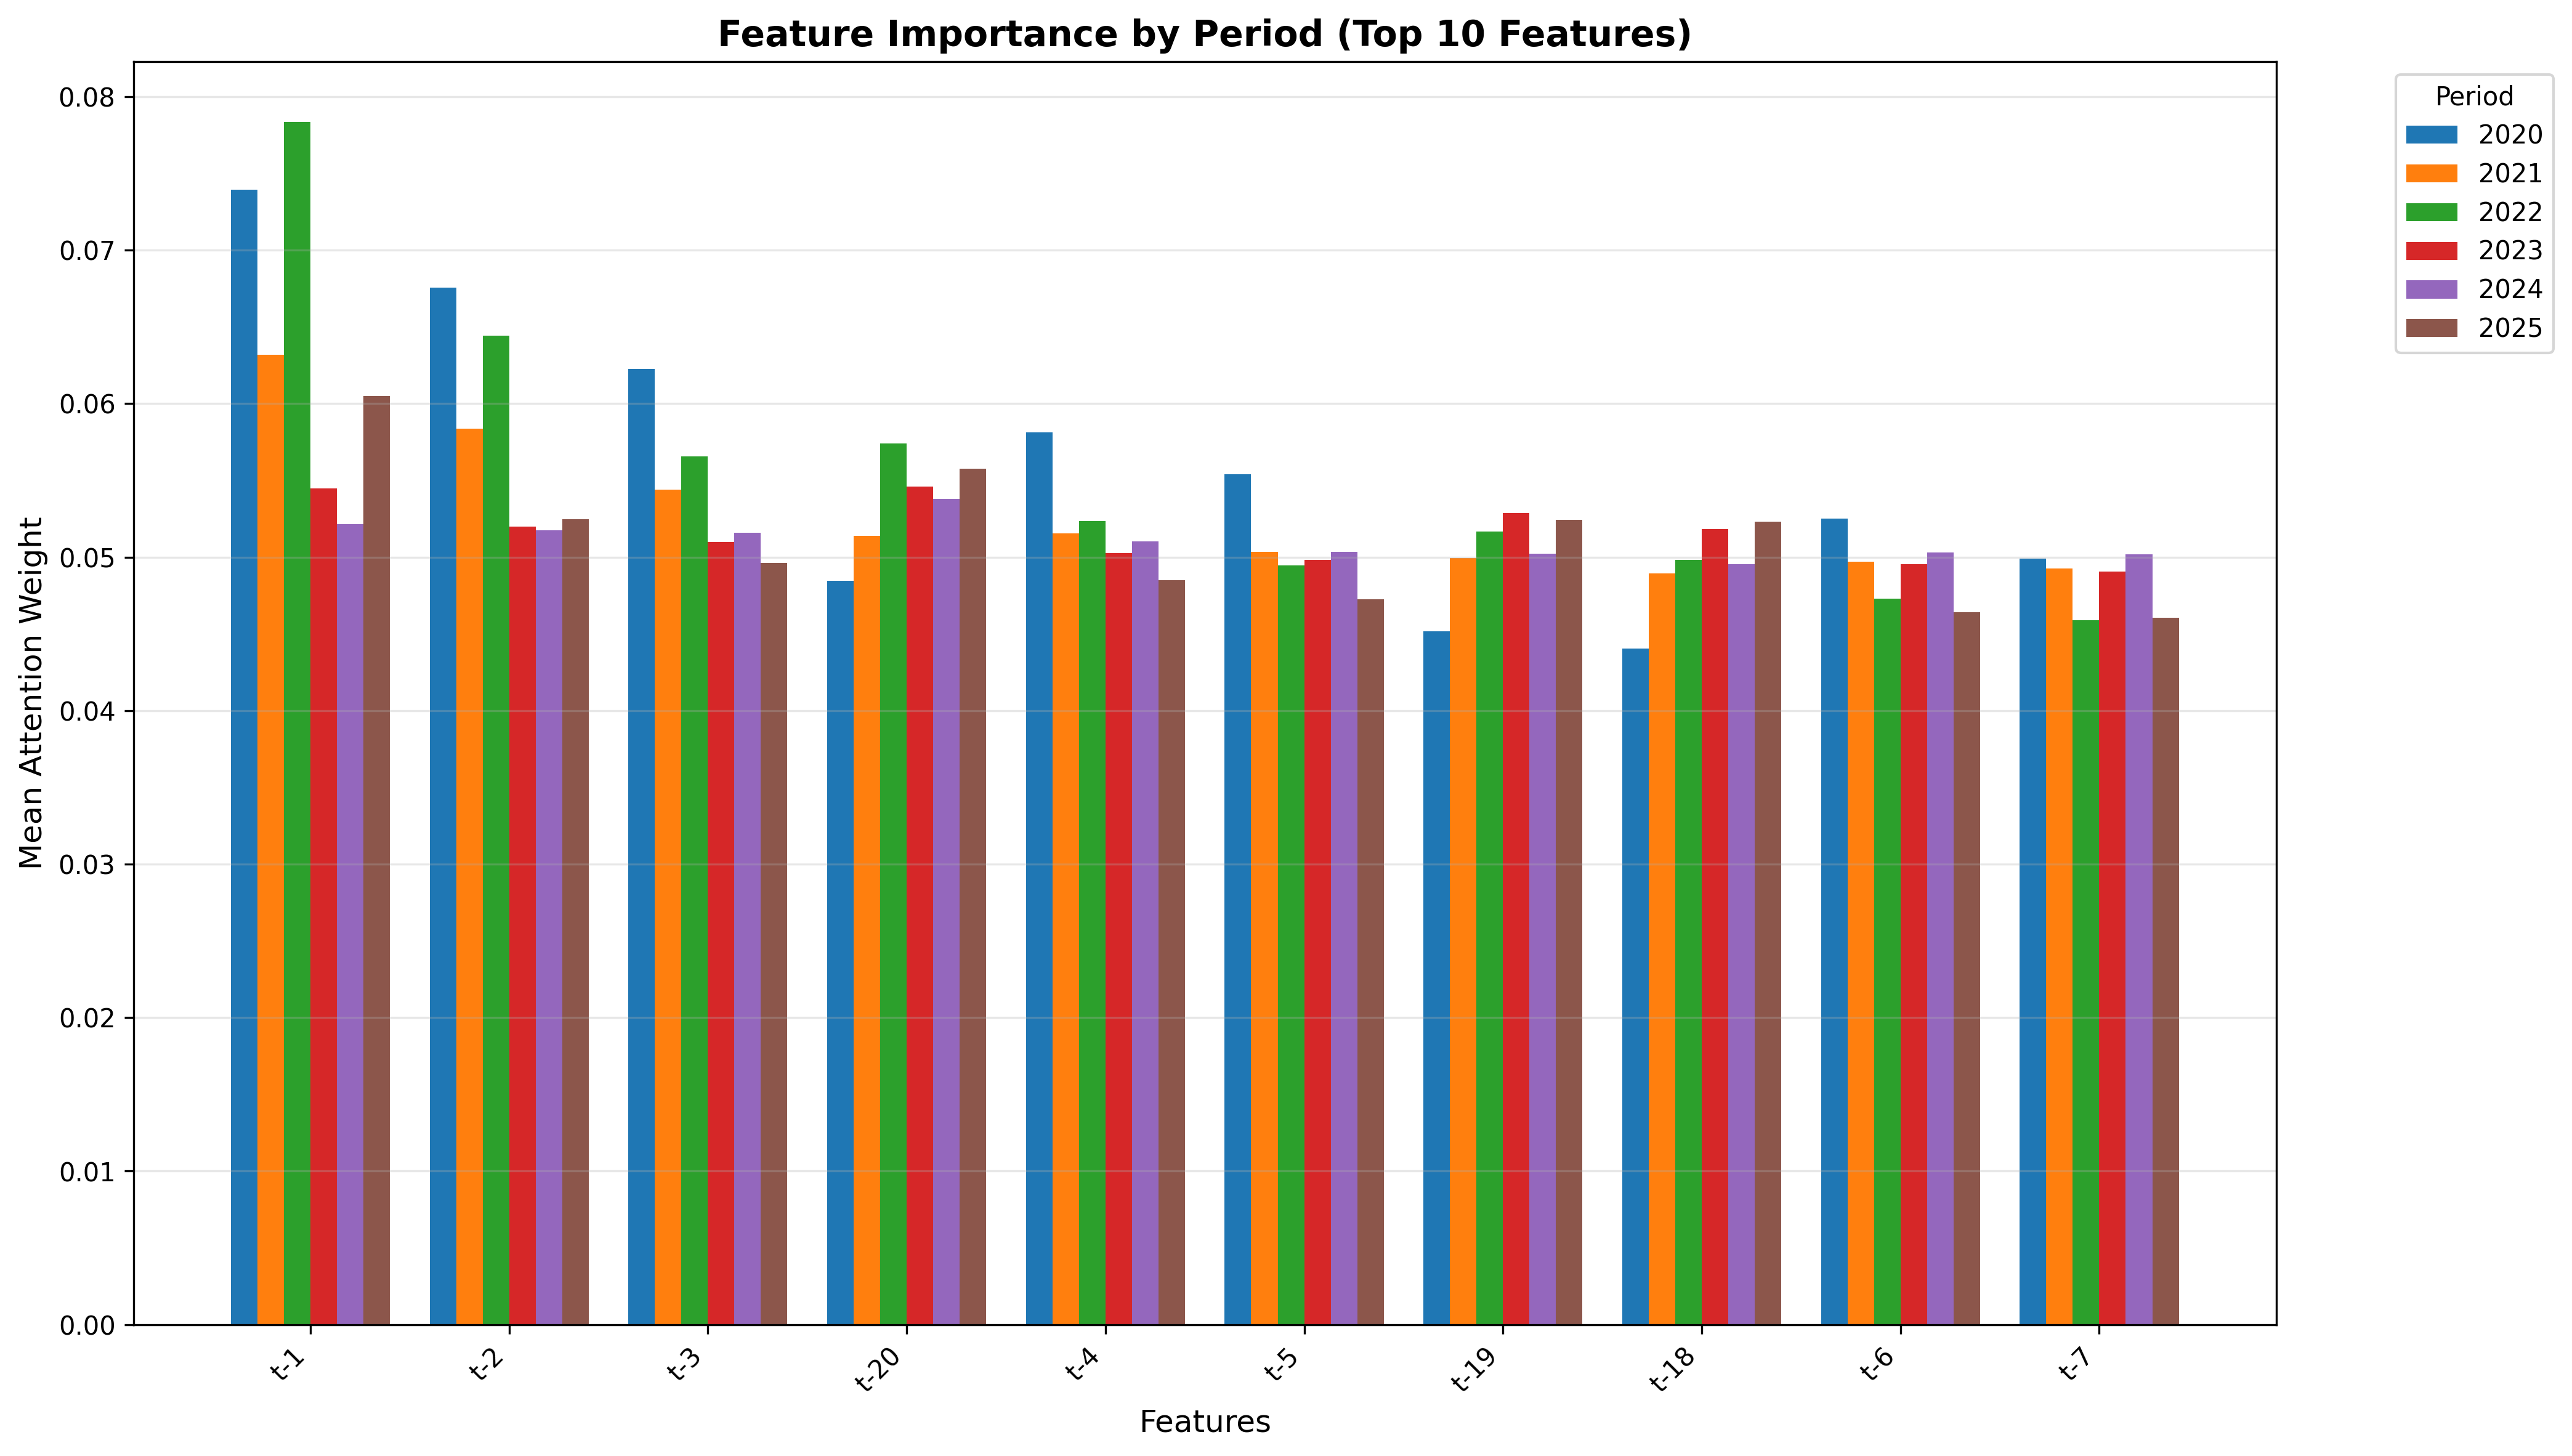 Feature Importance by Period (Top 10 Features)
Period
2020
2021
2022
2023
2024
2025
Mean Attention Weight
0.08
0.07
0.06
0.05
0.04
0.03
0.02
0.01
0.00
t-1
t-2
t-3
t-20
t-4
t-5
t-19
t-18
t-6
t-7
Features